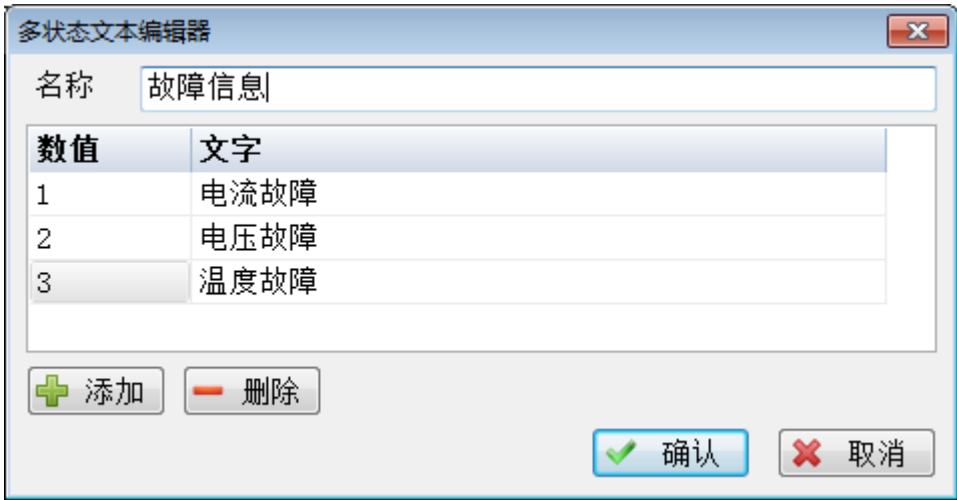 多状态文本编辑器
名称 故障信息
数值 文字
1 电流故障
2 电压故障
3 温度故障
添加 删除
确认 取消